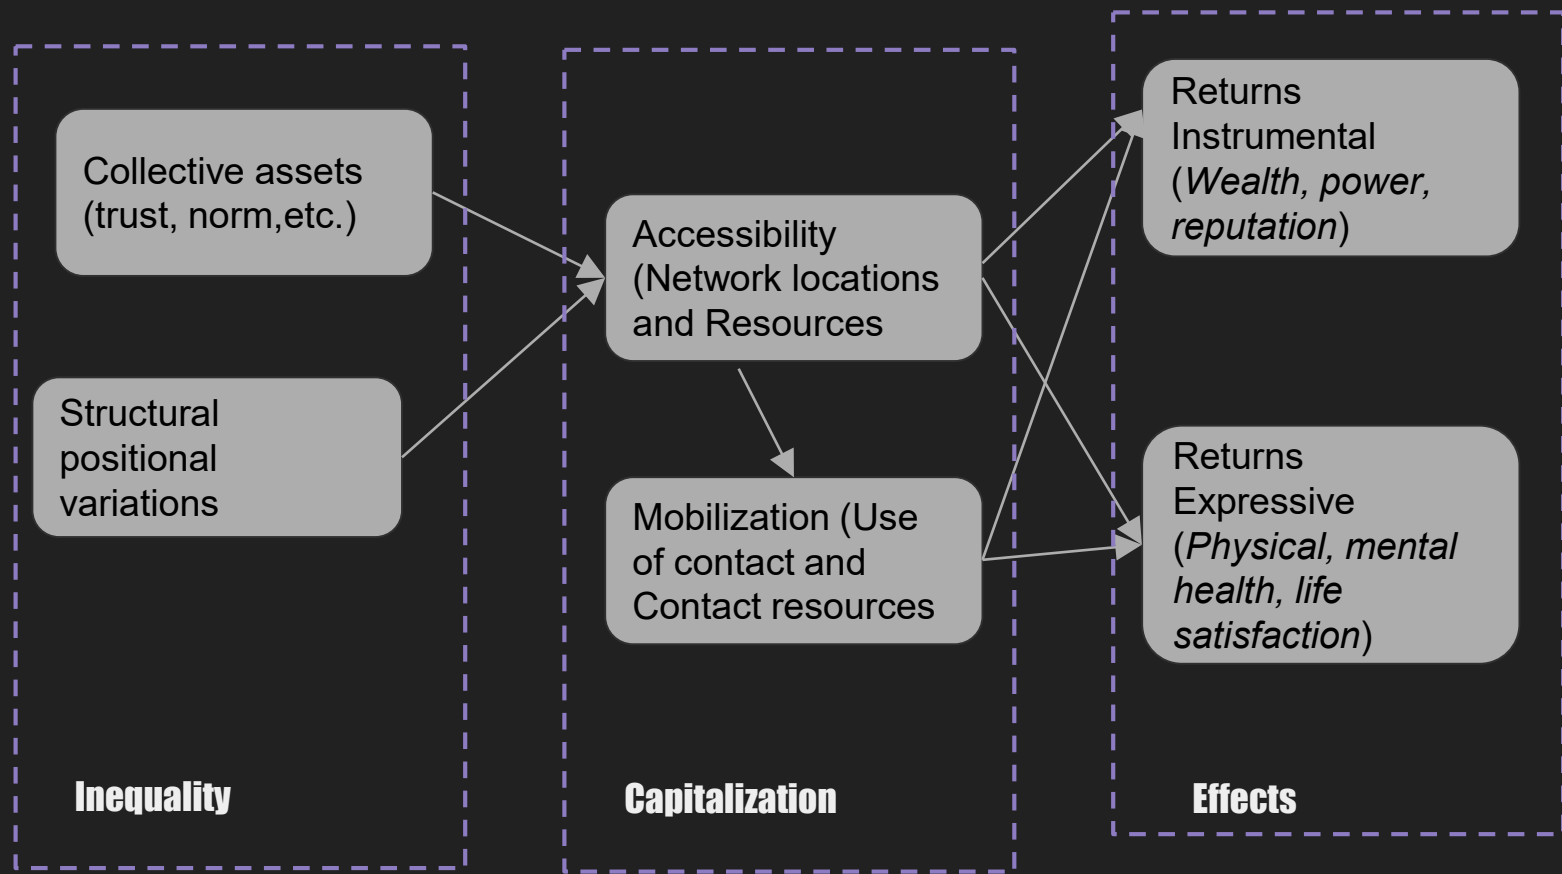 Collective assets
(trust, norm,etc.)
Structural
positional
variations
Inequality
Accessibility
(Network locations
and Resources
Mobilization (Use
of contact and
Contact resources
Capitalization
Returns
Instrumental
(Wealth, power,
reputation)
Returns
Expressive
(Physical, mental
health, life
satisfaction)
Effects